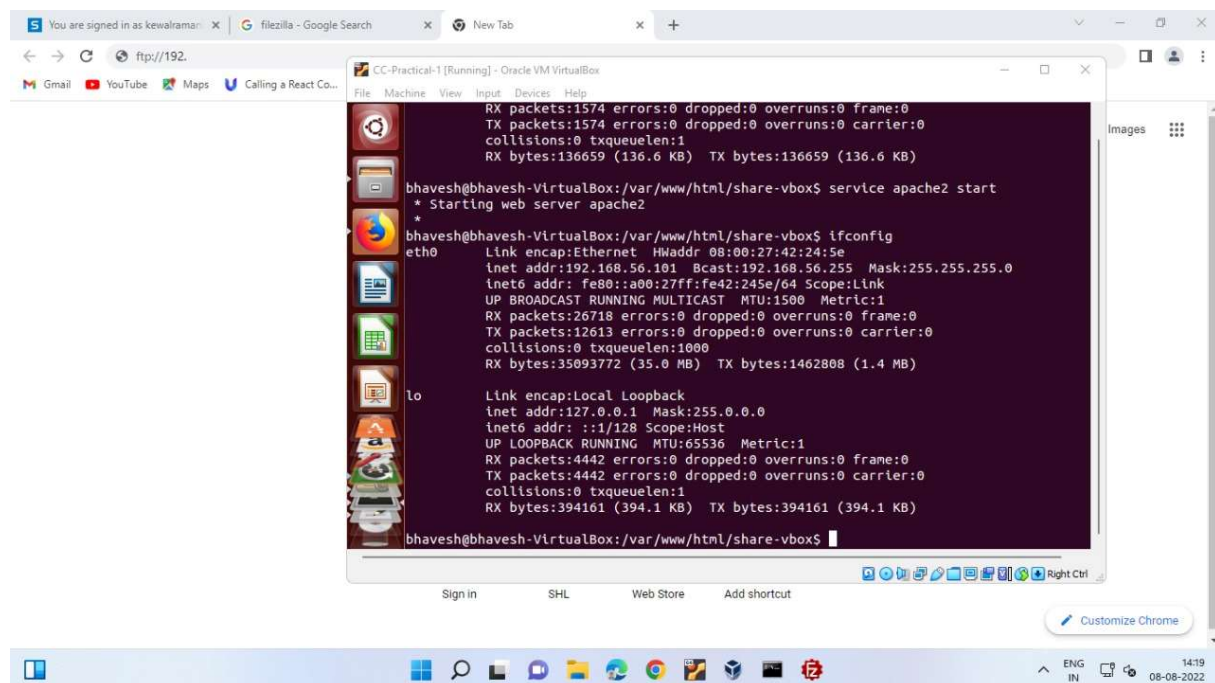 You are signed in as kewalraman
filezilla - Google Search
New Tab
ftp://192.
Gmail YouTube Maps Calling a React Co...
CC-Practical-1 [Running] - Oracle VM VirtualBox
File Machine View Input Devices Help
RX packets:1574 errors:0 dropped:0 overruns:0 frame:0
TX packets:1574 errors:0 dropped:0 overruns:0 carrier:0
collisions:0 txqueuelen:1
RX bytes:136659 (136.6 KB) TX bytes:136659 (136.6 KB)
bhavesh@bhavesh-VirtualBox:/var/www/html/share-vbox$ service apache2 start
* Starting web server apache2
*
bhavesh@bhavesh-VirtualBox:/var/www/html/share-vbox$ ifconfig
eth0 Link encap:Ethernet HWaddr 08:00:27:42:24:5e
inet addr:192.168.56.101 Bcast:192.168.56.255 Mask:255.255.255.0
inet6 addr: fe80::a00:27ff:fe42:245e/64 Scope:Link
UP BROADCAST RUNNING MULTICAST MTU:1500 Metric:1
RX packets:26718 errors:0 dropped:0 overruns:0 frame:0
TX packets:12613 errors:0 dropped:0 overruns:0 carrier:0
collisions:0 txqueuelen:1000
RX bytes:35093772 (35.0 MB) TX bytes:1462808 (1.4 MB)
lo Link encap:Local Loopback
inet addr:127.0.0.1 Mask:255.0.0.0
inet6 addr: ::1/128 Scope:Host
UP LOOPBACK RUNNING MTU:65536 Metric:1
RX packets:4442 errors:0 dropped:0 overruns:0 frame:0
TX packets:4442 errors:0 dropped:0 overruns:0 carrier:0
collisions:0 txqueuelen:1
RX bytes:394161 (394.1 KB) TX bytes:394161 (394.1 KB)
bhavesh@bhavesh-VirtualBox:/var/www/html/share-vbox$
Right Ctrl
Images
Sign in SHL Web Store Add shortcut
Customize Chrome
ENG
IN
14:19
08-08-2022